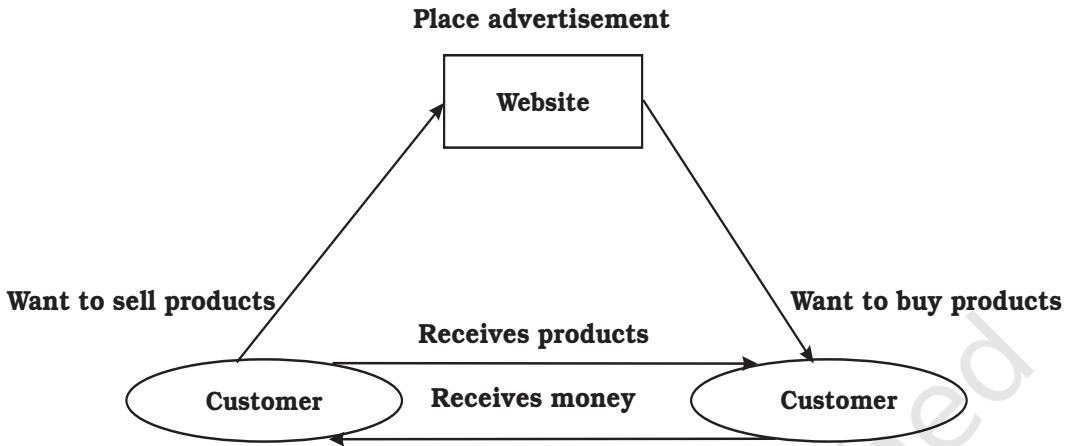 Place advertisement
Website
Want to sell products
Want to buy products
Receives products
Customer
Receives money
Customer